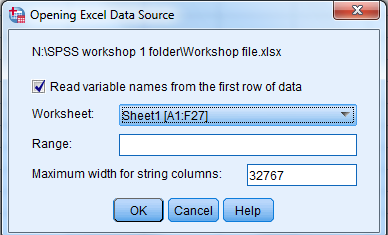 Opening Excel Data Source
N:\SPSS workshop 1 folder\Workshop file.xlsx
Read variable names from the first row of data
Worksheet: Sheet1 [A1:F27]
Range:
Maximum width for string columns: 32767
OK Cancel Help